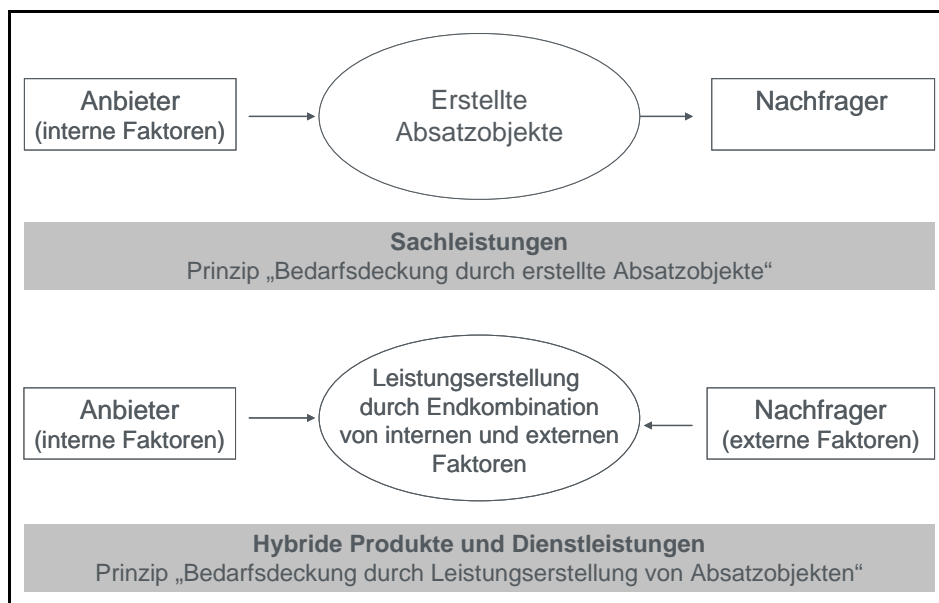 Anbieter
(interne Faktoren)
Erstellte
Absatzobjekte
Nachfrager
Sachleistungen
Prinzip „Bedarfsdeckung durch erstellte Absatzobjekte“
Anbieter
(interne Faktoren)
Leistungserstellung
durch Endkombination
von internen und externen
Faktoren
Nachfrager
(externe Faktoren)
Hybride Produkte und Dienstleistungen
Prinzip „Bedarfsdeckung durch Leistungserstellung von Absatzobjekten“